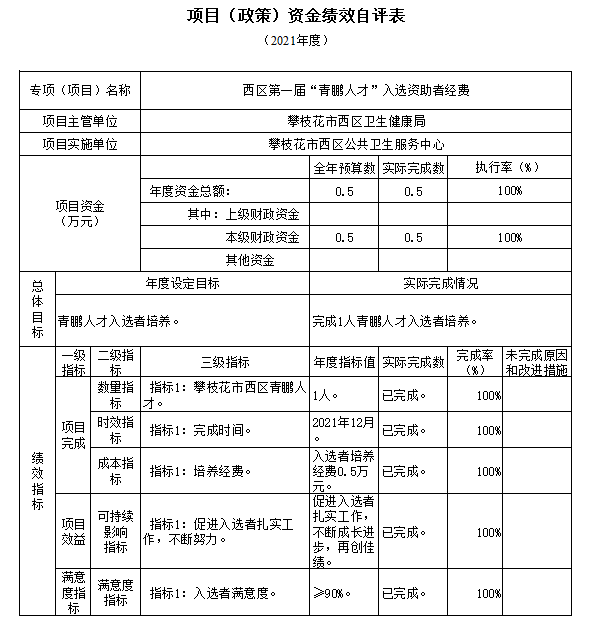 项目（政策）资金绩效自评表
（2021年度）
专项（项目）名称
西区第一届“青鹏人才”入选资助者经费
项目主管单位
攀枝花市西区卫生健康局
项目实施单位
攀枝花市西区公共卫生服务中心
项目资金
（万元）
全年预算数
实际完成数
执行率（%）
年度资金总额：
0.5
0.5
100%
其中：上级财政资金
本级财政资金
0.5
0.5
100%
其他资金
总体目标
年度设定目标
实际完成情况
青鹏人才入选者培养。
完成1人青鹏人才入选者培养。
绩效指标
一级
指标
二级指
标
三级指标
年度指标值
实际完成数
完成率
（%）
未完成原因
和改进措施
项目
完成
数量指
标
指标1：攀枝花市西区青鹏人
才。
1人。
已完成。
100%
时效指
标
指标1：完成时间。
2021年12月
。
已完成。
100%
成本指
标
指标1：培养经费。
入选者培养
经费0.5万
元。
已完成。
100%
项目
效益
可持续
影响
指标
指标1：促进入选者扎实工
作，不断努力。
促进入选者
扎实工作，
不断成长进
步，再创佳
绩。
已完成。
100%
满意
度指
标
满意度
指标
指标1：入选者满意度。
≥90%。
已完成。
100%